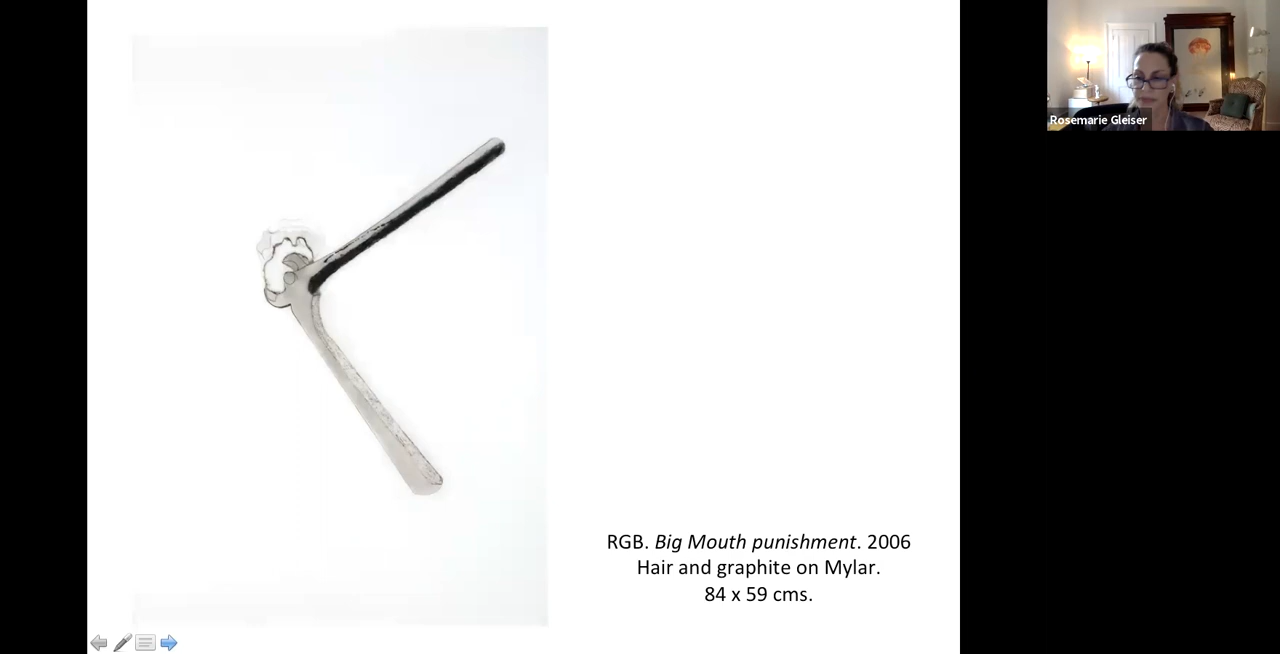 Rosemarie Gleiser
RGB. Big Mouth punishment. 2006
Hair and graphite on Mylar.
84 x 59 cms.